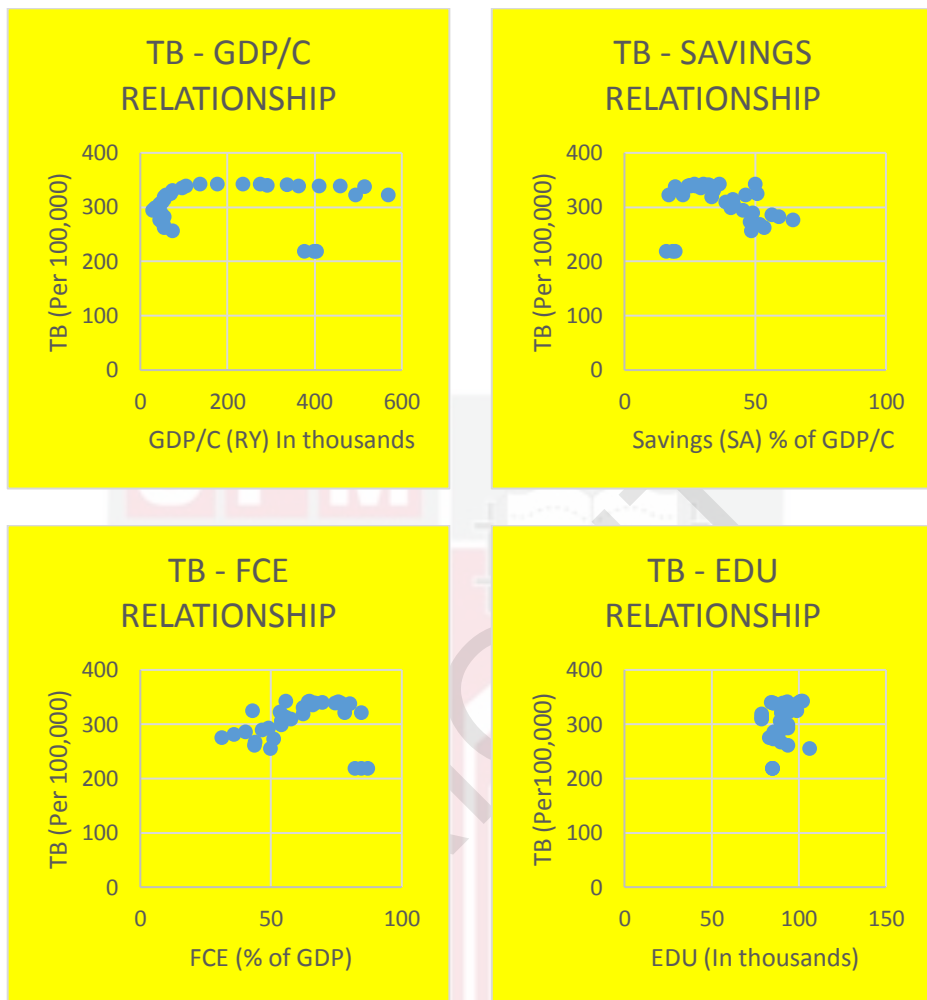 TB - GDP/C
RELATIONSHIP
400
300
200
100
0
TB (Per 100,000)
0 200 400 600
GDP/C (RY) In thousands
TB - SAVINGS
RELATIONSHIP
400
300
200
100
0
TB (Per 100,000)
0 50 100
Savings (SA) % of GDP/C
TB - FCE
RELATIONSHIP
400
300
200
100
0
TB (Per 100,000)
0 50 100
FCE (% of GDP)
TB - EDU
RELATIONSHIP
400
300
200
100
0
TB (Per100,000)
0 50 100 150
EDU (In thousands)